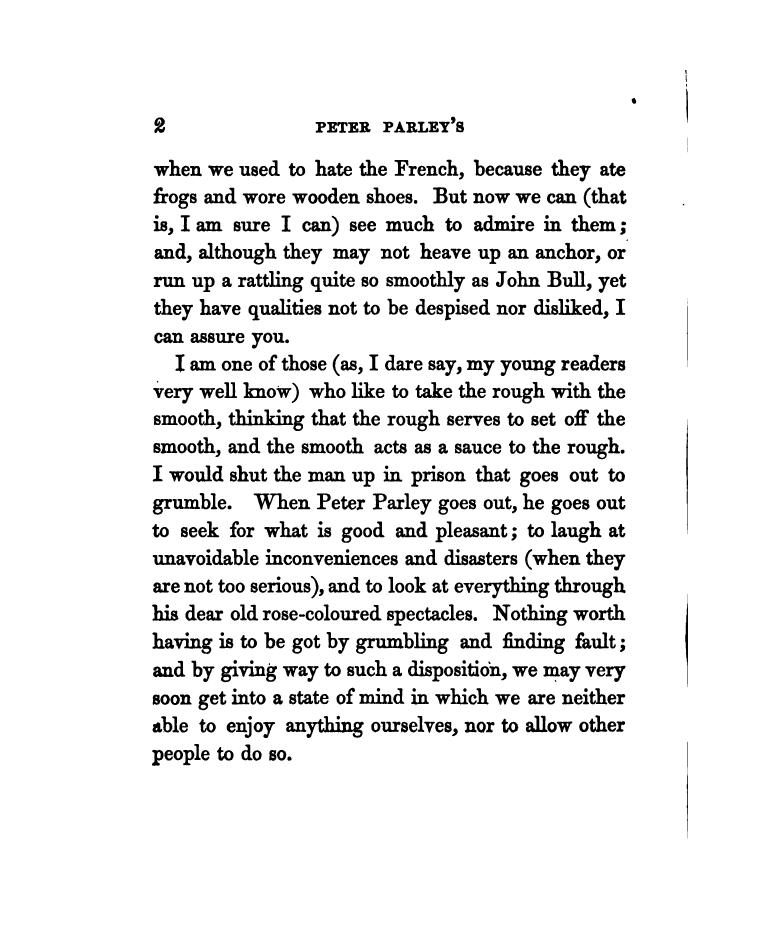 2 PETER PARLEY'S
when we used to hate the French, because they ate
frogs and wore wooden shoes. But now we can (that
is, I am sure I can) see much to admire in them;
and, although they may not heave up an anchor, or
run up a rattling quite so smoothly as John Bull, yet
they have qualities not to be despised nor disliked, I
can assure you.
I am one of those (as, I dare say, my young readers
very well know) who like to take the rough with the
smooth, thinking that the rough serves to set off the
smooth, and the smooth acts as a sauce to the rough.
I would shut the man up in prison that goes out to
grumble. When Peter Parley goes out, he goes out
to seek for what is good and pleasant; to laugh at
unavoidable inconveniences and disasters (when they
are not too serious), and to look at everything through
his dear old rose-coloured spectacles. Nothing worth
having is to be got by grumbling and finding fault;
and by giving way to such a disposition, we may very
soon get into a state of mind in which we are neither
able to enjoy anything ourselves, nor to allow other
people to do so.